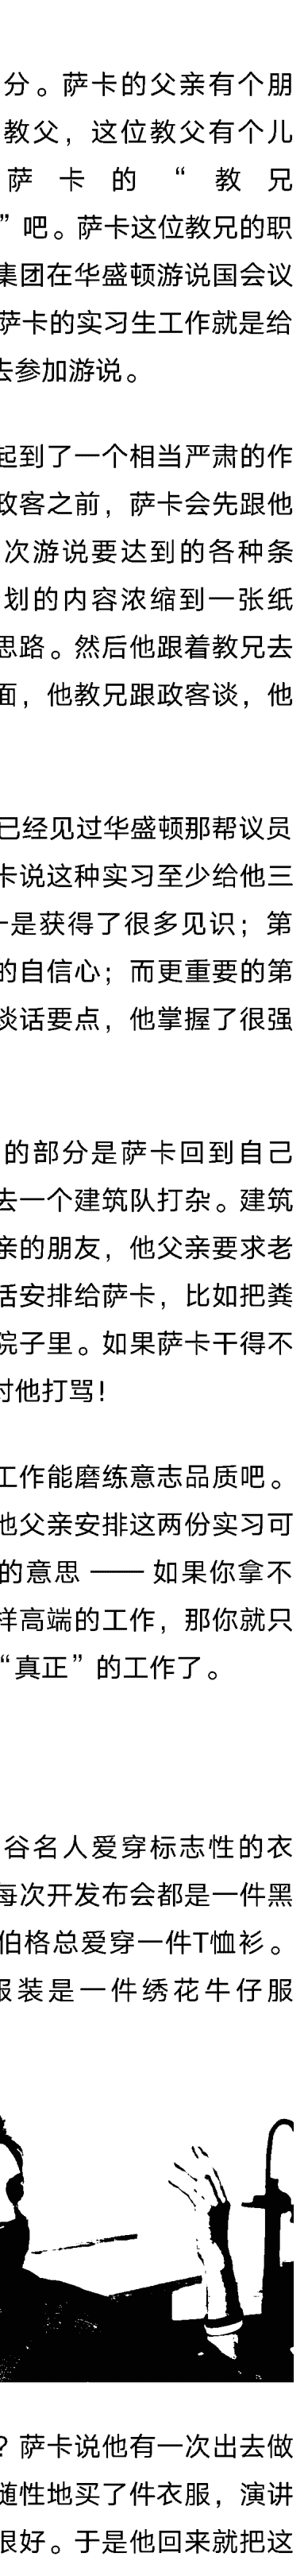 分。萨卡的父亲有个朋
教父，这位教父有个儿
萨卡的“教兄
”吧。萨卡这位教兄的职
集团在华盛顿游说国会议
萨卡的实习生工作就是给
去参加游说。
起到了一个相当严肃的作
政客之前，萨卡会先跟他
次游说要达到的各种条
划的内容浓缩到一张纸
思路。然后他跟着教兄去
面，他教兄跟政客谈，他
已经见过华盛顿那帮议员
卡说这种实习至少给他三
一是获得了很多见识；第
的自信心；而更重要的第
谈话要点，他掌握了很强
的部分是萨卡回到自己
去一个建筑队打杂。建筑
亲的朋友，他父亲要求老
活安排给萨卡，比如把粪
院子里。如果萨卡干得不
对他打骂！
工作能磨练意志品质吧。
他父亲安排这两份实习可
的意思 —— 如果你拿不
样高端的工作，那你就只
“真正”的工作了。
谷名人爱穿标志性的衣
每次开发布会都是一件黑
伯格总爱穿一件T恤衫。
服装是一件绣花牛仔服
？萨卡说他有一次出去做
随性地买了件衣服，演讲
很好。于是他回来就把这